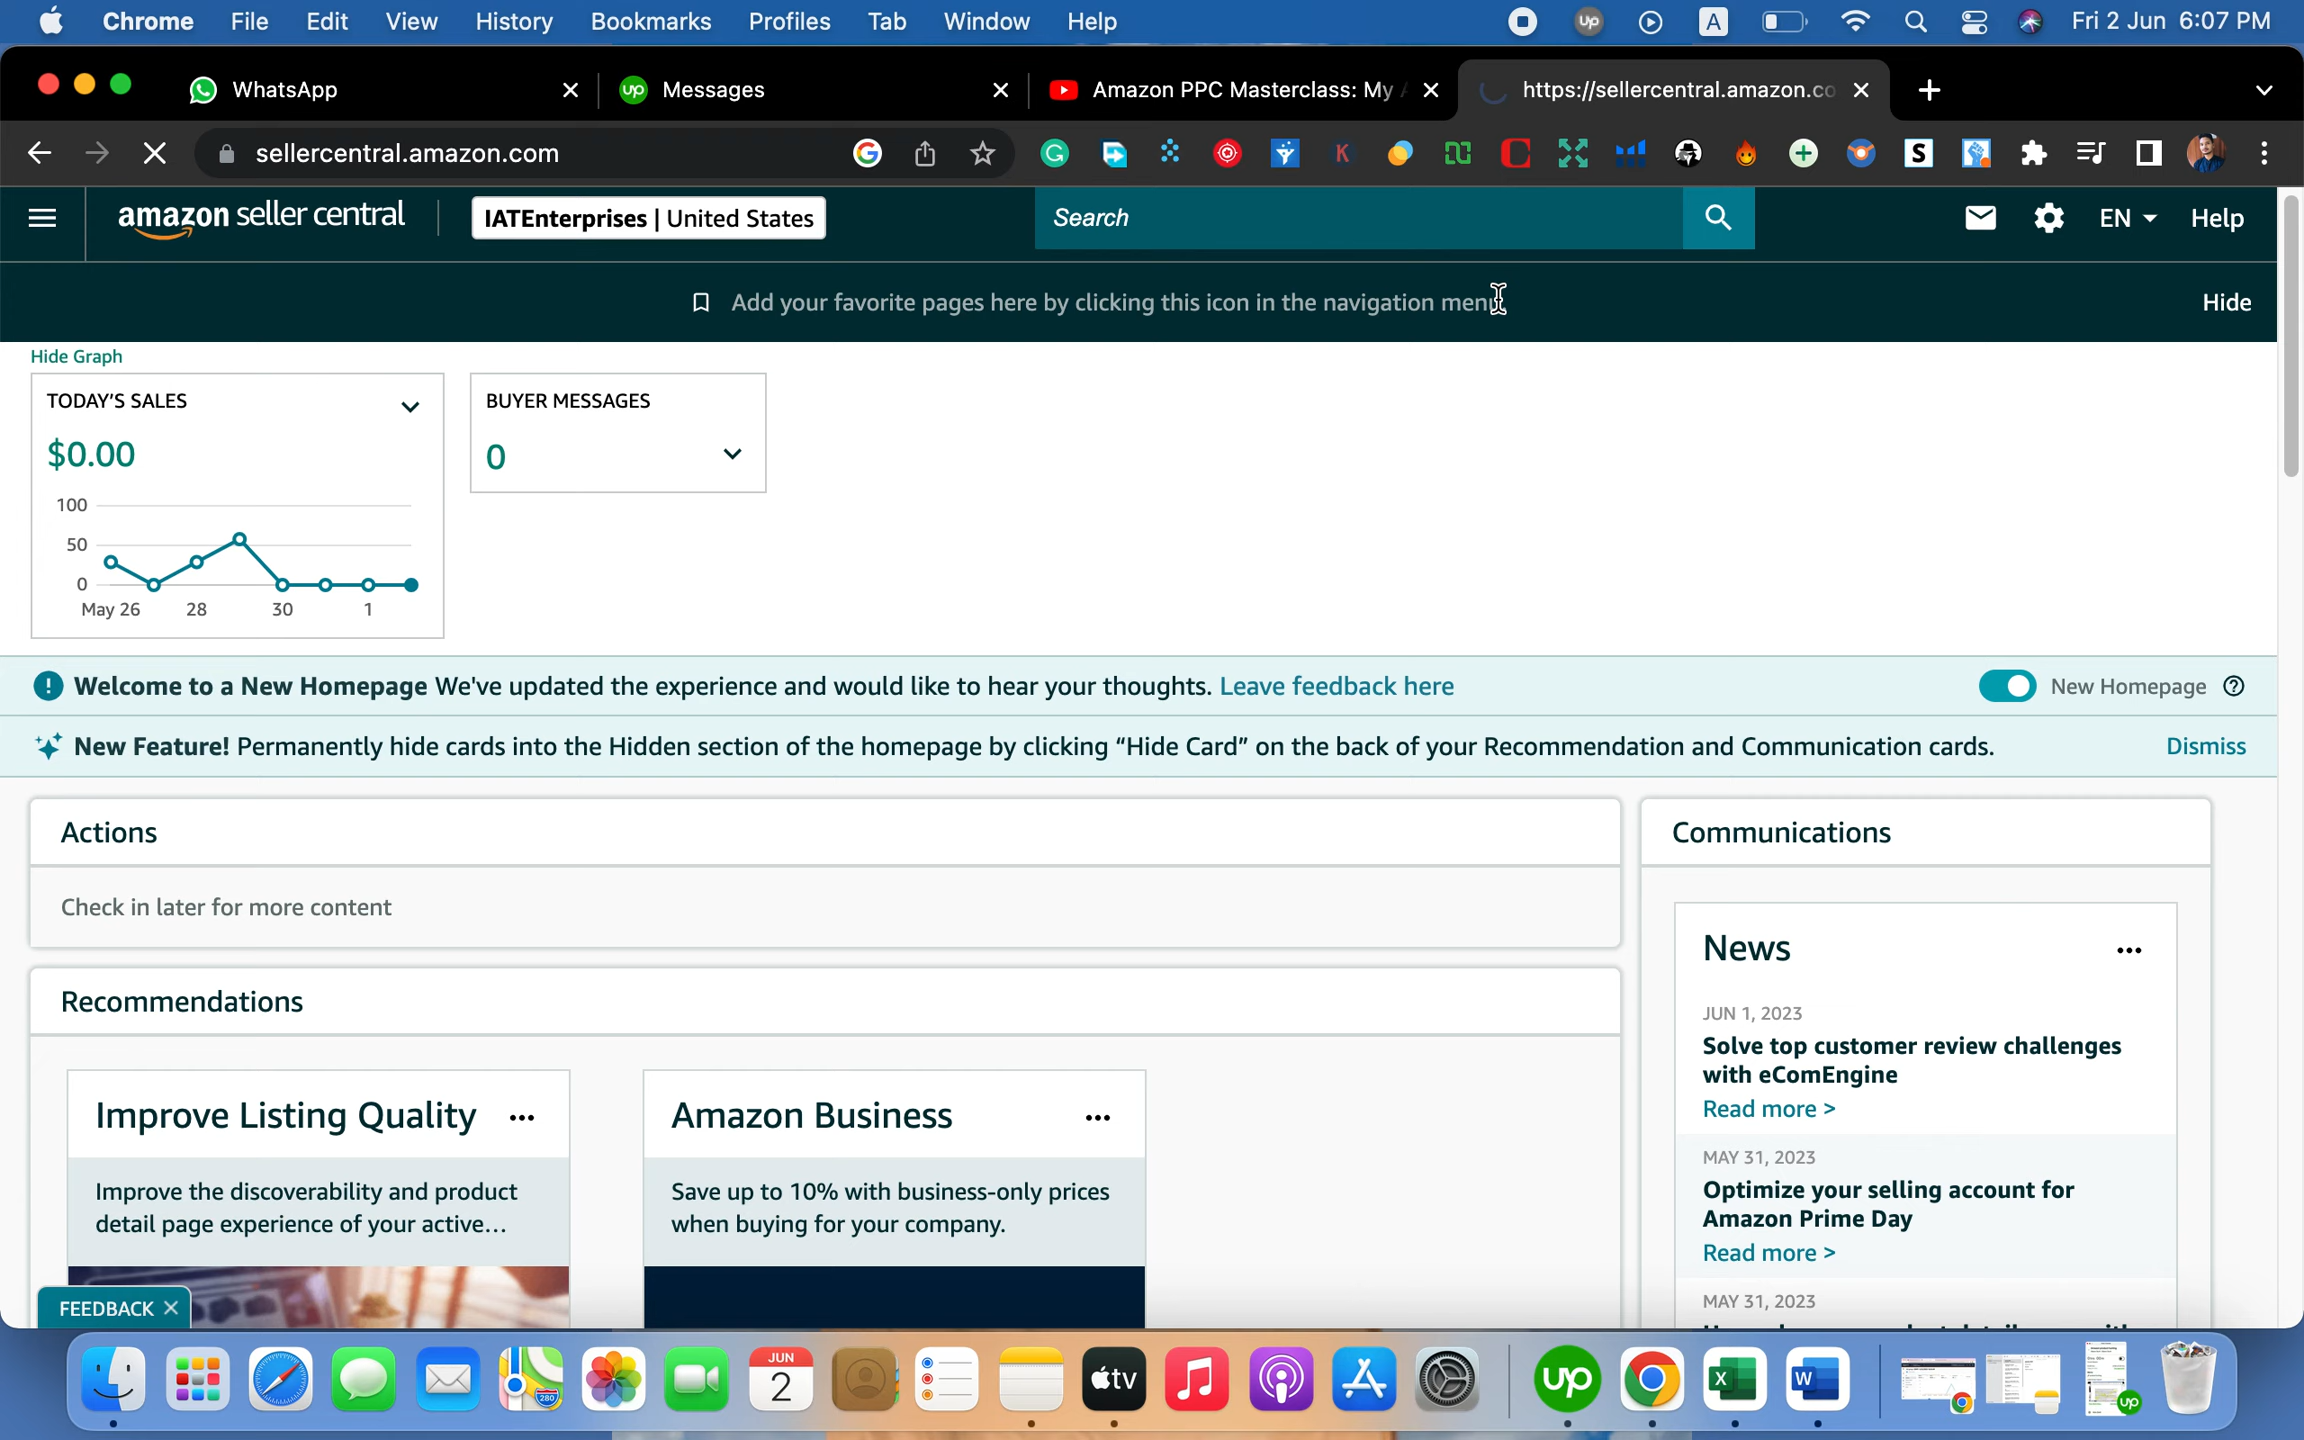 Chrome File Edit View History Bookmarks Profiles Tab Window Help UP A Fri 2 Jun 6:07 PM
WhatsApp Messages Amazon PPC Masterclass: My https://sellercentral.amazon.co
sellercentral.amazon.com
amazon seller central IATEnterprises | United States Search EN Help
Add your favorite pages here by clicking this icon in the navigation menu Hide
Hide Graph
TODAY'S SALES
$0.00
100
50
0
May 26 28 30 1
BUYER MESSAGES
0
Welcome to a New Homepage We've updated the experience and would like to hear your thoughts. Leave feedback here New Homepage
New Feature! Permanently hide cards into the Hidden section of the homepage by clicking “Hide Card” on the back of your Recommendation and Communication cards. Dismiss
Actions
Check in later for more content
Recommendations
Improve Listing Quality
Improve the discoverability and product
detail page experience of your active...
Amazon Business
Save up to 10% with business-only prices
when buying for your company.
Communications
News
JUN 1, 2023
Solve top customer review challenges
with eComEngine
Read more >
MAY 31, 2023
Optimize your selling account for
Amazon Prime Day
Read more >
MAY 31, 2023
FEEDBACK
JUN
2
280
tv
up
X
W
up